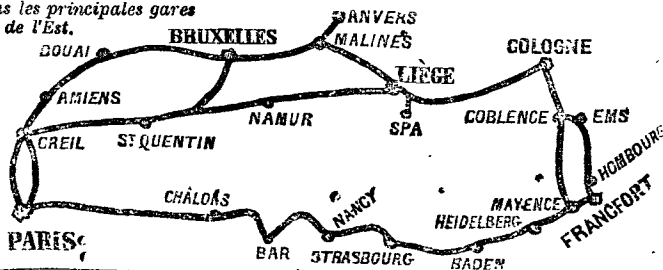 ns les principales gares
de l'Est.
ANVERS
DOUAI
BRUXELLES
MALINES
COLOGNE
LIÈGE
AMIENS
NAMUR
SPA
COBLENCE
EMS
CREIL
ST QUENTIN
HOMBOURG
CHÂLONS
NANCY
MAYENCE
FRANCFORT
HEIDELBERG
PARIS
BAR
STRASBOURG
BADEN